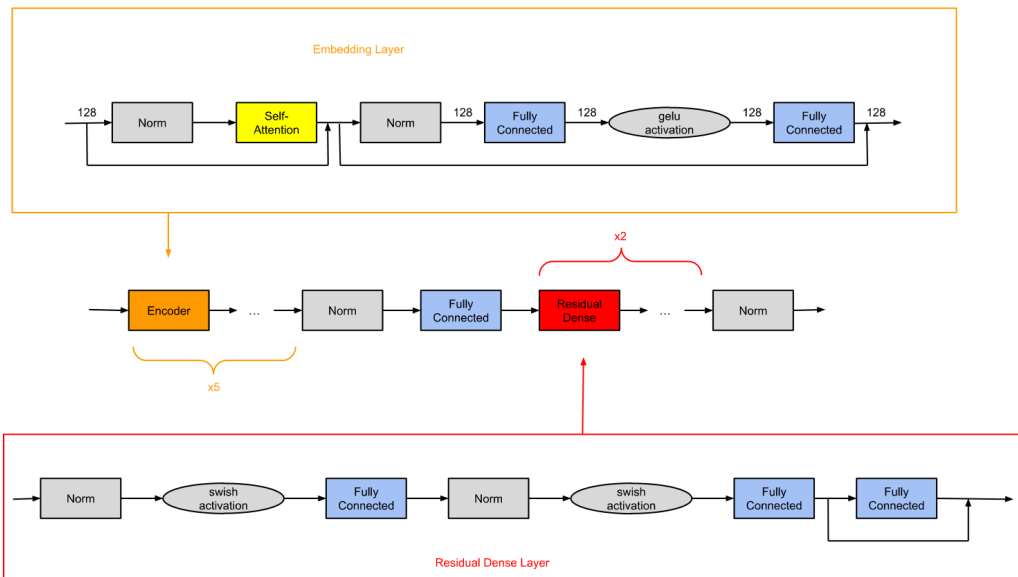 Embedding Layer
128
Norm
Self-
Attention
Norm
128
Fully
Connected
128
gelu
activation
128
Fully
Connected
128
x2
Encoder
...
Norm
Fully
Connected
Residual
Dense
...
Norm
x5
Norm
swish
activation
Fully
Connected
Norm
swish
activation
Fully
Connected
Fully
Connected
Residual Dense Layer